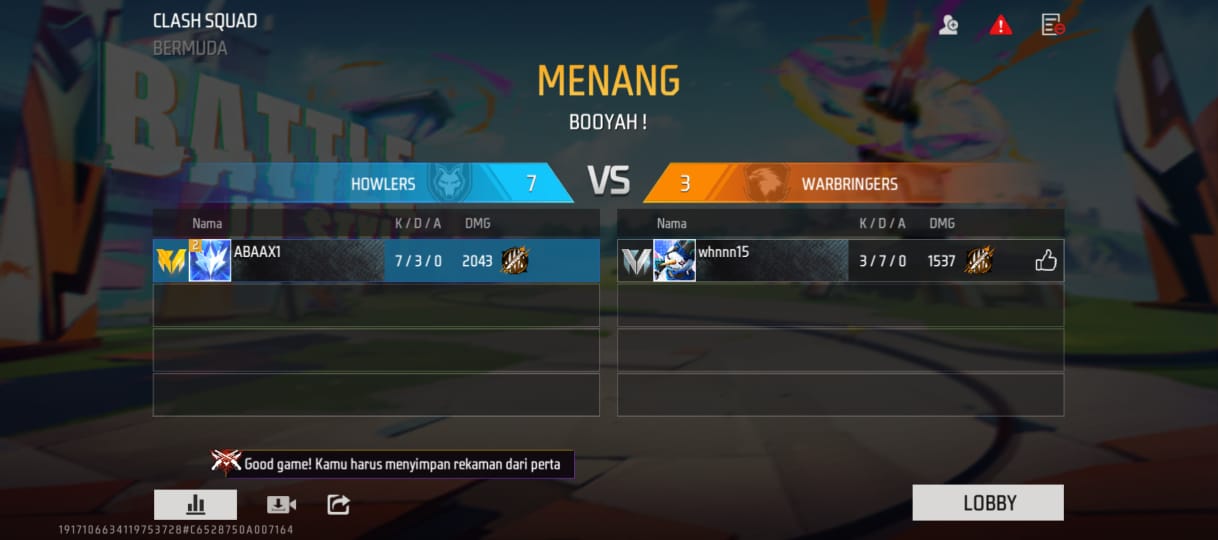 CLASH SQUAD
BERMUDA
MENANG
BOOYAH !
HOWLERS 7 VS 3 WARBRINGERS
Nama K / D / A DMG Nama K / D / A DMG
2 ABAAX1 7 / 3 / 0 2043 whnnn15 3 / 7 / 0 1537
Good game! Kamu harus menyimpan rekaman dari perta
LOBBY
1917106634119753728#C6528750A007164
BATTLE